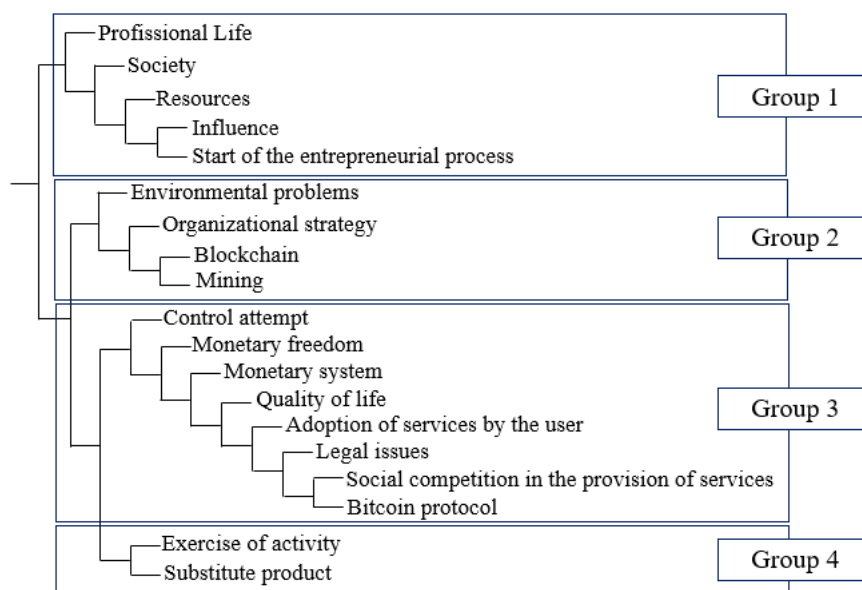 Profissional Life
Society
Resources
Group 1
Influence
Start of the entrepreneurial process
Environmental problems
Organizational strategy
Group 2
Blockchain
Mining
Control attempt
Monetary freedom
Monetary system
Quality of life
Group 3
Adoption of services by the user
Legal issues
Social competition in the provision of services
Bitcoin protocol
Exercise of activity
Group 4
Substitute product